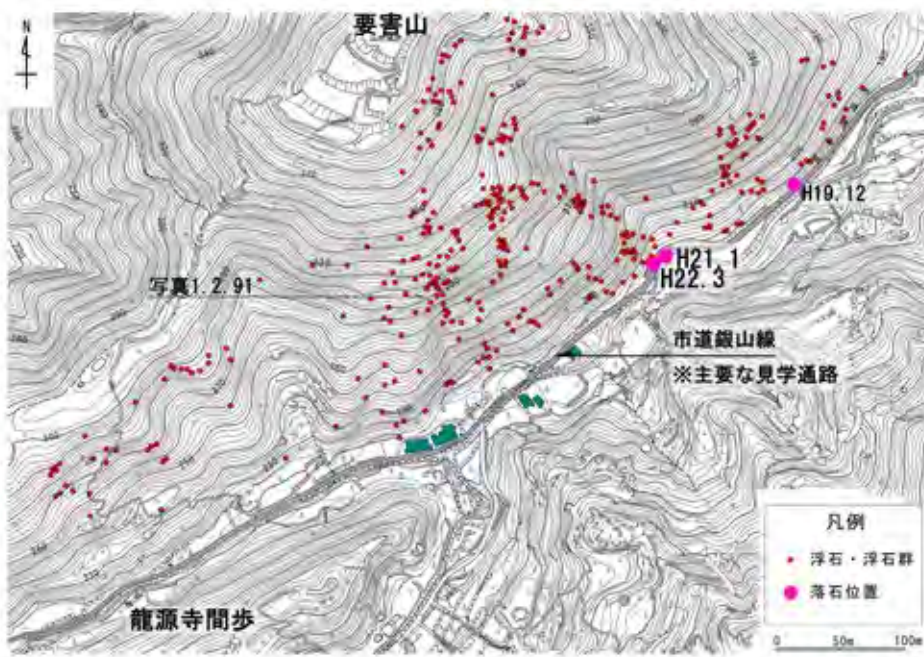 N
要害山
H19.12
H21.1
H22.3
写真1.2.91
市道銀山線
※主要な見学通路
凡例
浮石・浮石群
落石位置
龍源寺間歩
0 50m 100m